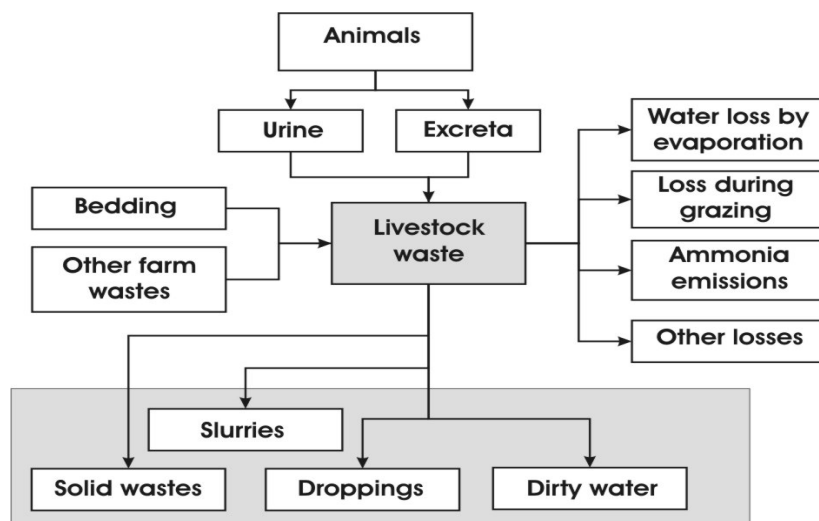 Animals
Urine
Excreta
Water loss by
evaporation
Bedding
Livestock
waste
Loss during
grazing
Other farm
wastes
Ammonia
emissions
Other losses
Slurries
Solid wastes
Droppings
Dirty water